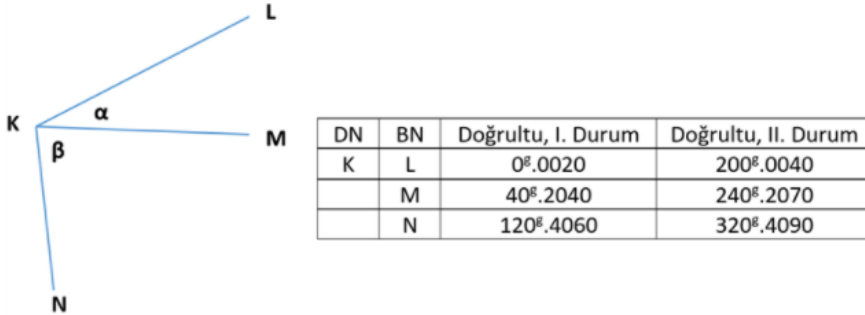 L
K
α
M
β
N
DN BN Doğrultu, I. Durum Doğrultu, II. Durum
K L 0ᵍ.0020 200ᵍ.0040
M 40ᵍ.2040 240ᵍ.2070
N 120ᵍ.4060 320ᵍ.4090